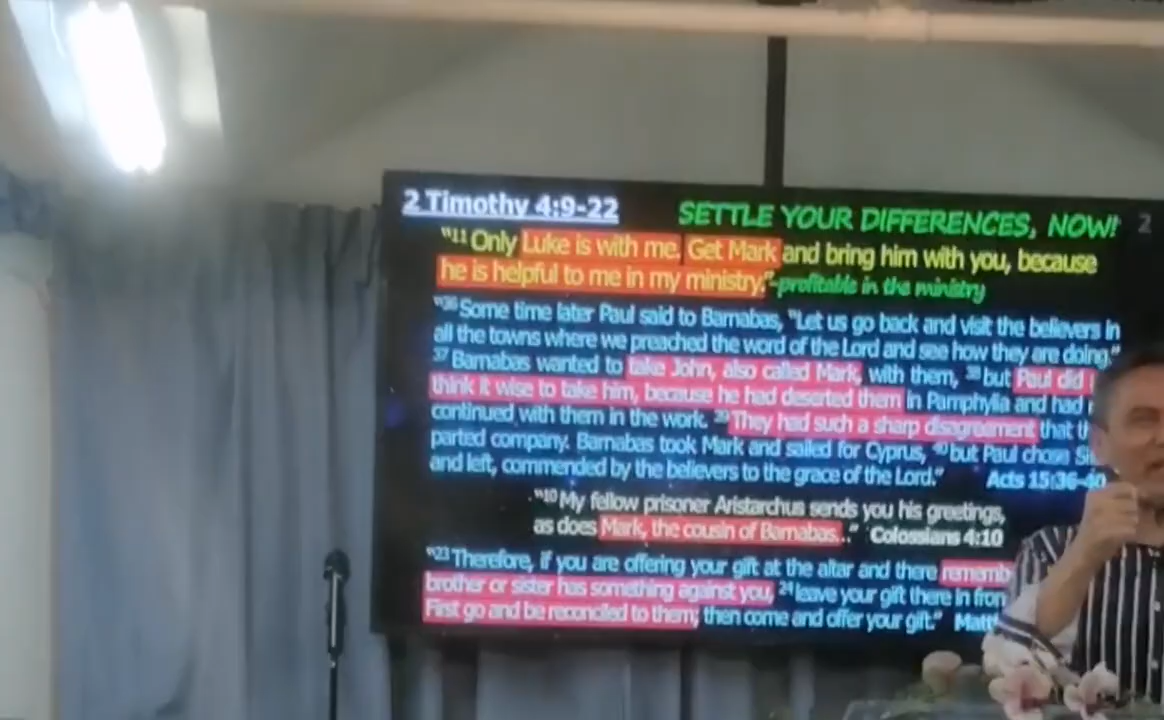 2 Timothy 4:9-22 SETTLE YOUR DIFFERENCES, NOW! 2
"11 Only Luke is with me. Get Mark and bring him with you, because
he is helpful to me in my ministry."-profitable in the ministry
"36 Some time later Paul said to Barnabas, "Let us go back and visit the believers in
all the towns where we preached the word of the Lord and see how they are doing."
37 Barnabas wanted to take John, also called Mark, with them, 38 but Paul did
think it wise to take him, because he had deserted them in Pamphylia and had
continued with them in the work. 39 They had such a sharp disagreement that
parted company. Barnabas took Mark and sailed for Cyprus, 40 but Paul chose
and left, commended by the believers to the grace of the Lord." Acts 15:36-40
"10 My fellow prisoner Aristarchus sends you his greetings,
as does Mark, the cousin of Barnabas..." Colossians 4:10
"23 Therefore, if you are offering your gift at the altar and there rememb
brother or sister has something against you, 24 leave your gift there in fron
First go and be reconciled to them; then come and offer your gift." Matt